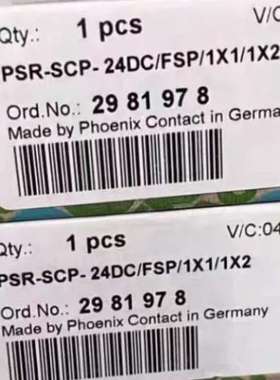 Qty.: 1 pcs V/C
PSR-SCP- 24DC/FSP/1X1/1X2
Ord.No.: 29 81 97 8
Made by Phoenix Contact in Germa
Qty.: 1 pcs V/C:04
PSR-SCP- 24DC/FSP/1X1/1X2
Ord.No.: 29 81 97 8
Made by Phoenix Contact in Germany